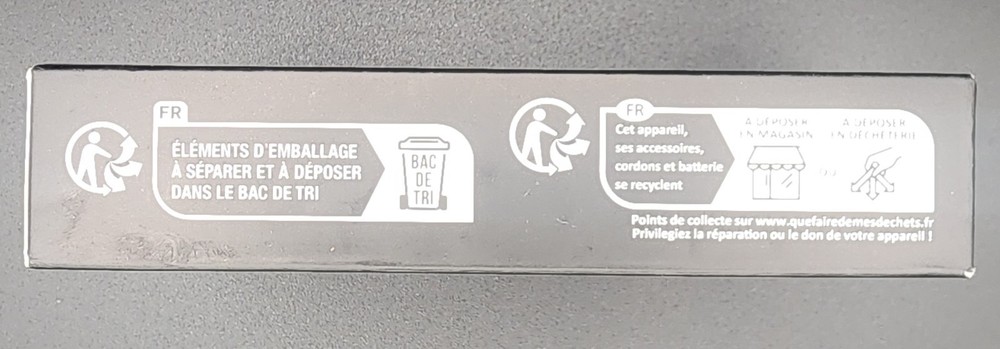 FR
ÉLÉMENTS D'EMBALLAGE
À SÉPARER ET À DÉPOSER
DANS LE BAC DE TRI
BAC
DE
TRI
FR
Cet appareil,
ses accessoires,
cordons et batterie
se recyclent
À DÉPOSER
EN MAGASIN
OU
À DÉPOSER
EN DÉCHÈTERIE
Points de collecte sur www.quefairedemesdechets.fr
Privilegiez la réparation ou le don de votre appareil !